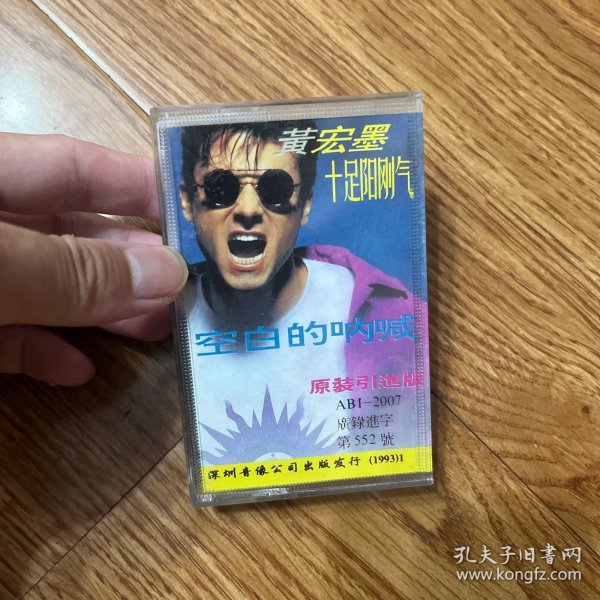 黃宏墨
十足阳刚气
空白的呐喊
原裝引進版
ABI-2007
廣錄進字
第552號
深圳音像公司出版发行 (1993)1
孔夫子旧书网
www.kongfz.com